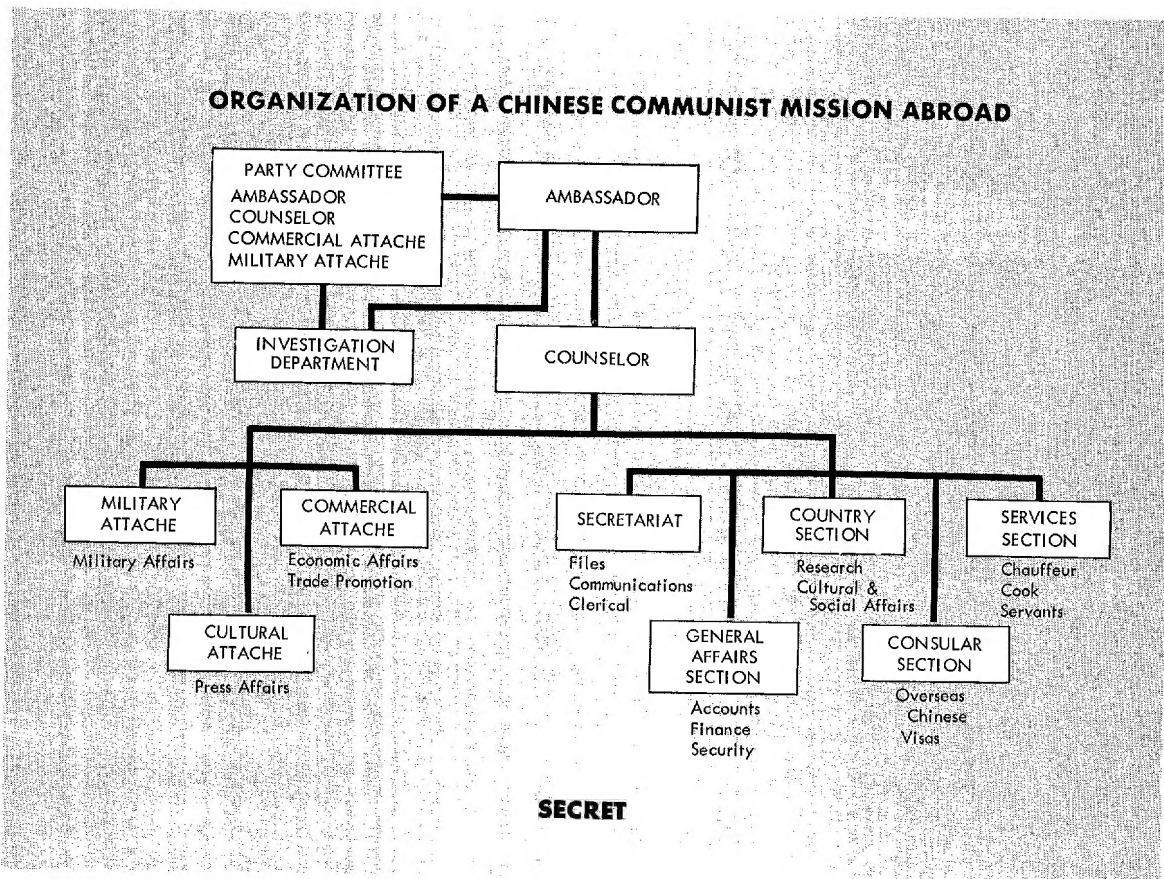 ORGANIZATION OF A CHINESE COMMUNIST MISSION ABROAD
PARTY COMMITTEE
AMBASSADOR
COUNSELOR
COMMERCIAL ATTACHE
MILITARY ATTACHE
AMBASSADOR
INVESTIGATION
DEPARTMENT
COUNSELOR
MILITARY
ATTACHE
Military Affairs
COMMERCIAL
ATTACHE
Economic Affairs
Trade Promotion
CULTURAL
ATTACHE
Press Affairs
SECRETARIAT
Files
Communications
Clerical
GENERAL
AFFAIRS
SECTION
Accounts
Finance
Security
COUNTRY
SECTION
Research
Cultural &
Social Affairs
CONSULAR
SECTION
Overseas
Chinese
Visas
SERVICES
SECTION
Chauffeur
Cook
Servants
SECRET